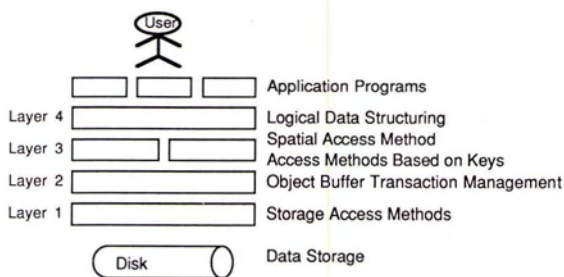 User
Application Programs
Layer 4 Logical Data Structuring
Layer 3 Spatial Access Method
Access Methods Based on Keys
Layer 2 Object Buffer Transaction Management
Layer 1 Storage Access Methods
Disk Data Storage